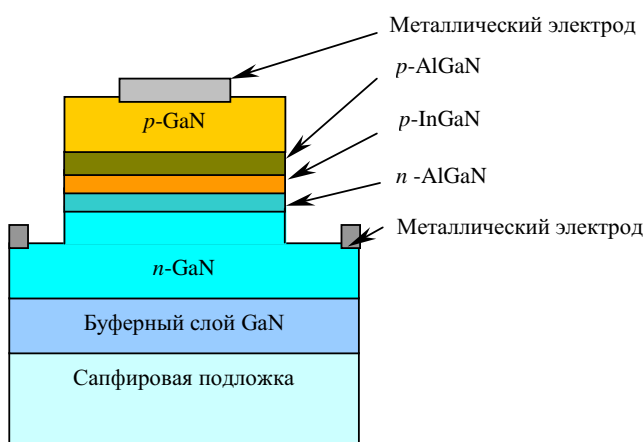 Металлический электрод
p-AlGaN
p-GaN
p-InGaN
n -AlGaN
Металлический электрод
n-GaN
Буферный слой GaN
Сапфировая подложка